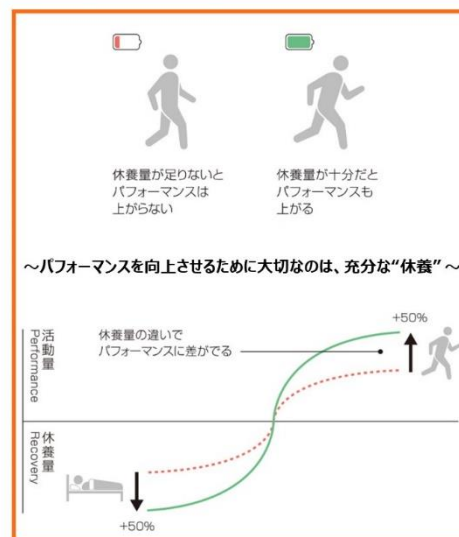 休養量が足りないと
パフォーマンスは
上がらない
休養量が十分だと
パフォーマンスも
上がる
～パフォーマンスを向上させるために大切なのは、充分な“休養”～
活動量
Performance
休養量の違いで
パフォーマンスに差がでる
+50%
休養量
Recovery
+50%